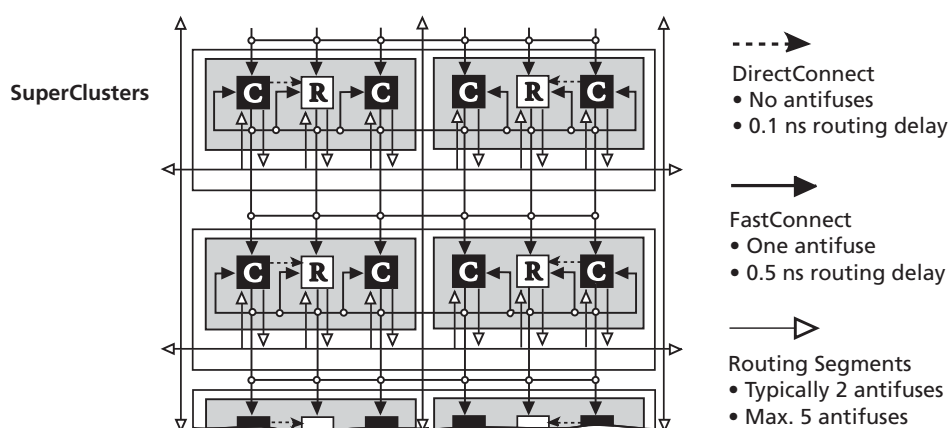 SuperClusters
C R C C R C
C R C C R C
DirectConnect
• No antifuses
• 0.1 ns routing delay
FastConnect
• One antifuse
• 0.5 ns routing delay
Routing Segments
• Typically 2 antifuses
• Max. 5 antifuses